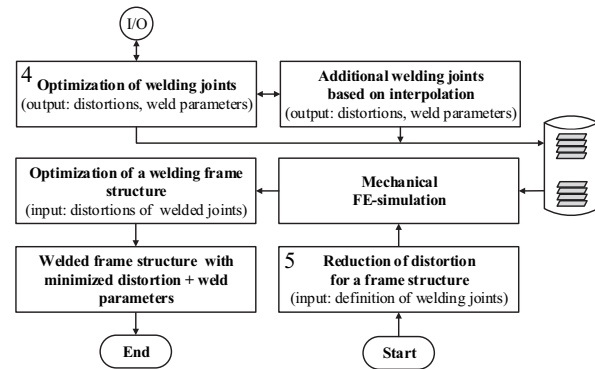 I/O
4
Optimization of welding joints
(output: distortions, weld parameters)
Additional welding joints
based on interpolation
(output: distortions, weld parameters)
Optimization of a welding frame
structure
(input: distortions of welded joints)
Mechanical
FE-simulation
Welded frame structure with
minimized distortion + weld
parameters
5
Reduction of distortion
for a frame structure
(input: definition of welding joints)
End
Start